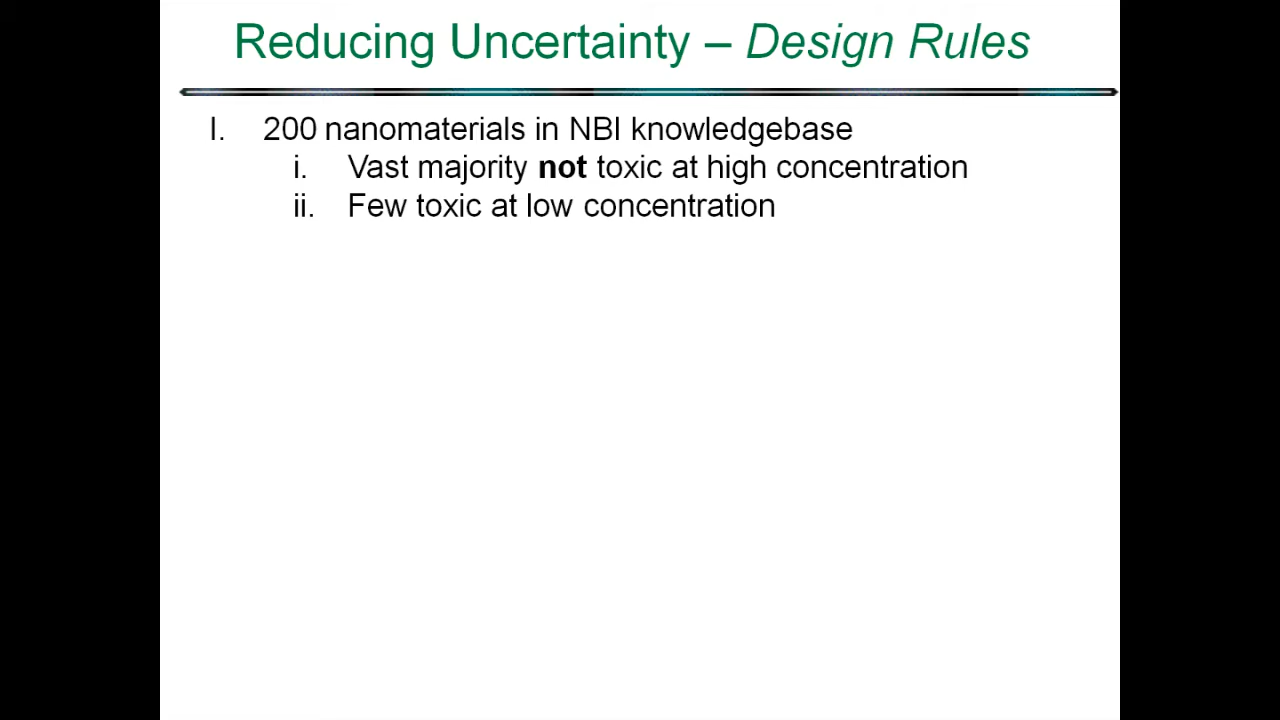 Reducing Uncertainty – Design Rules
I. 200 nanomaterials in NBI knowledgebase
i. Vast majority not toxic at high concentration
ii. Few toxic at low concentration